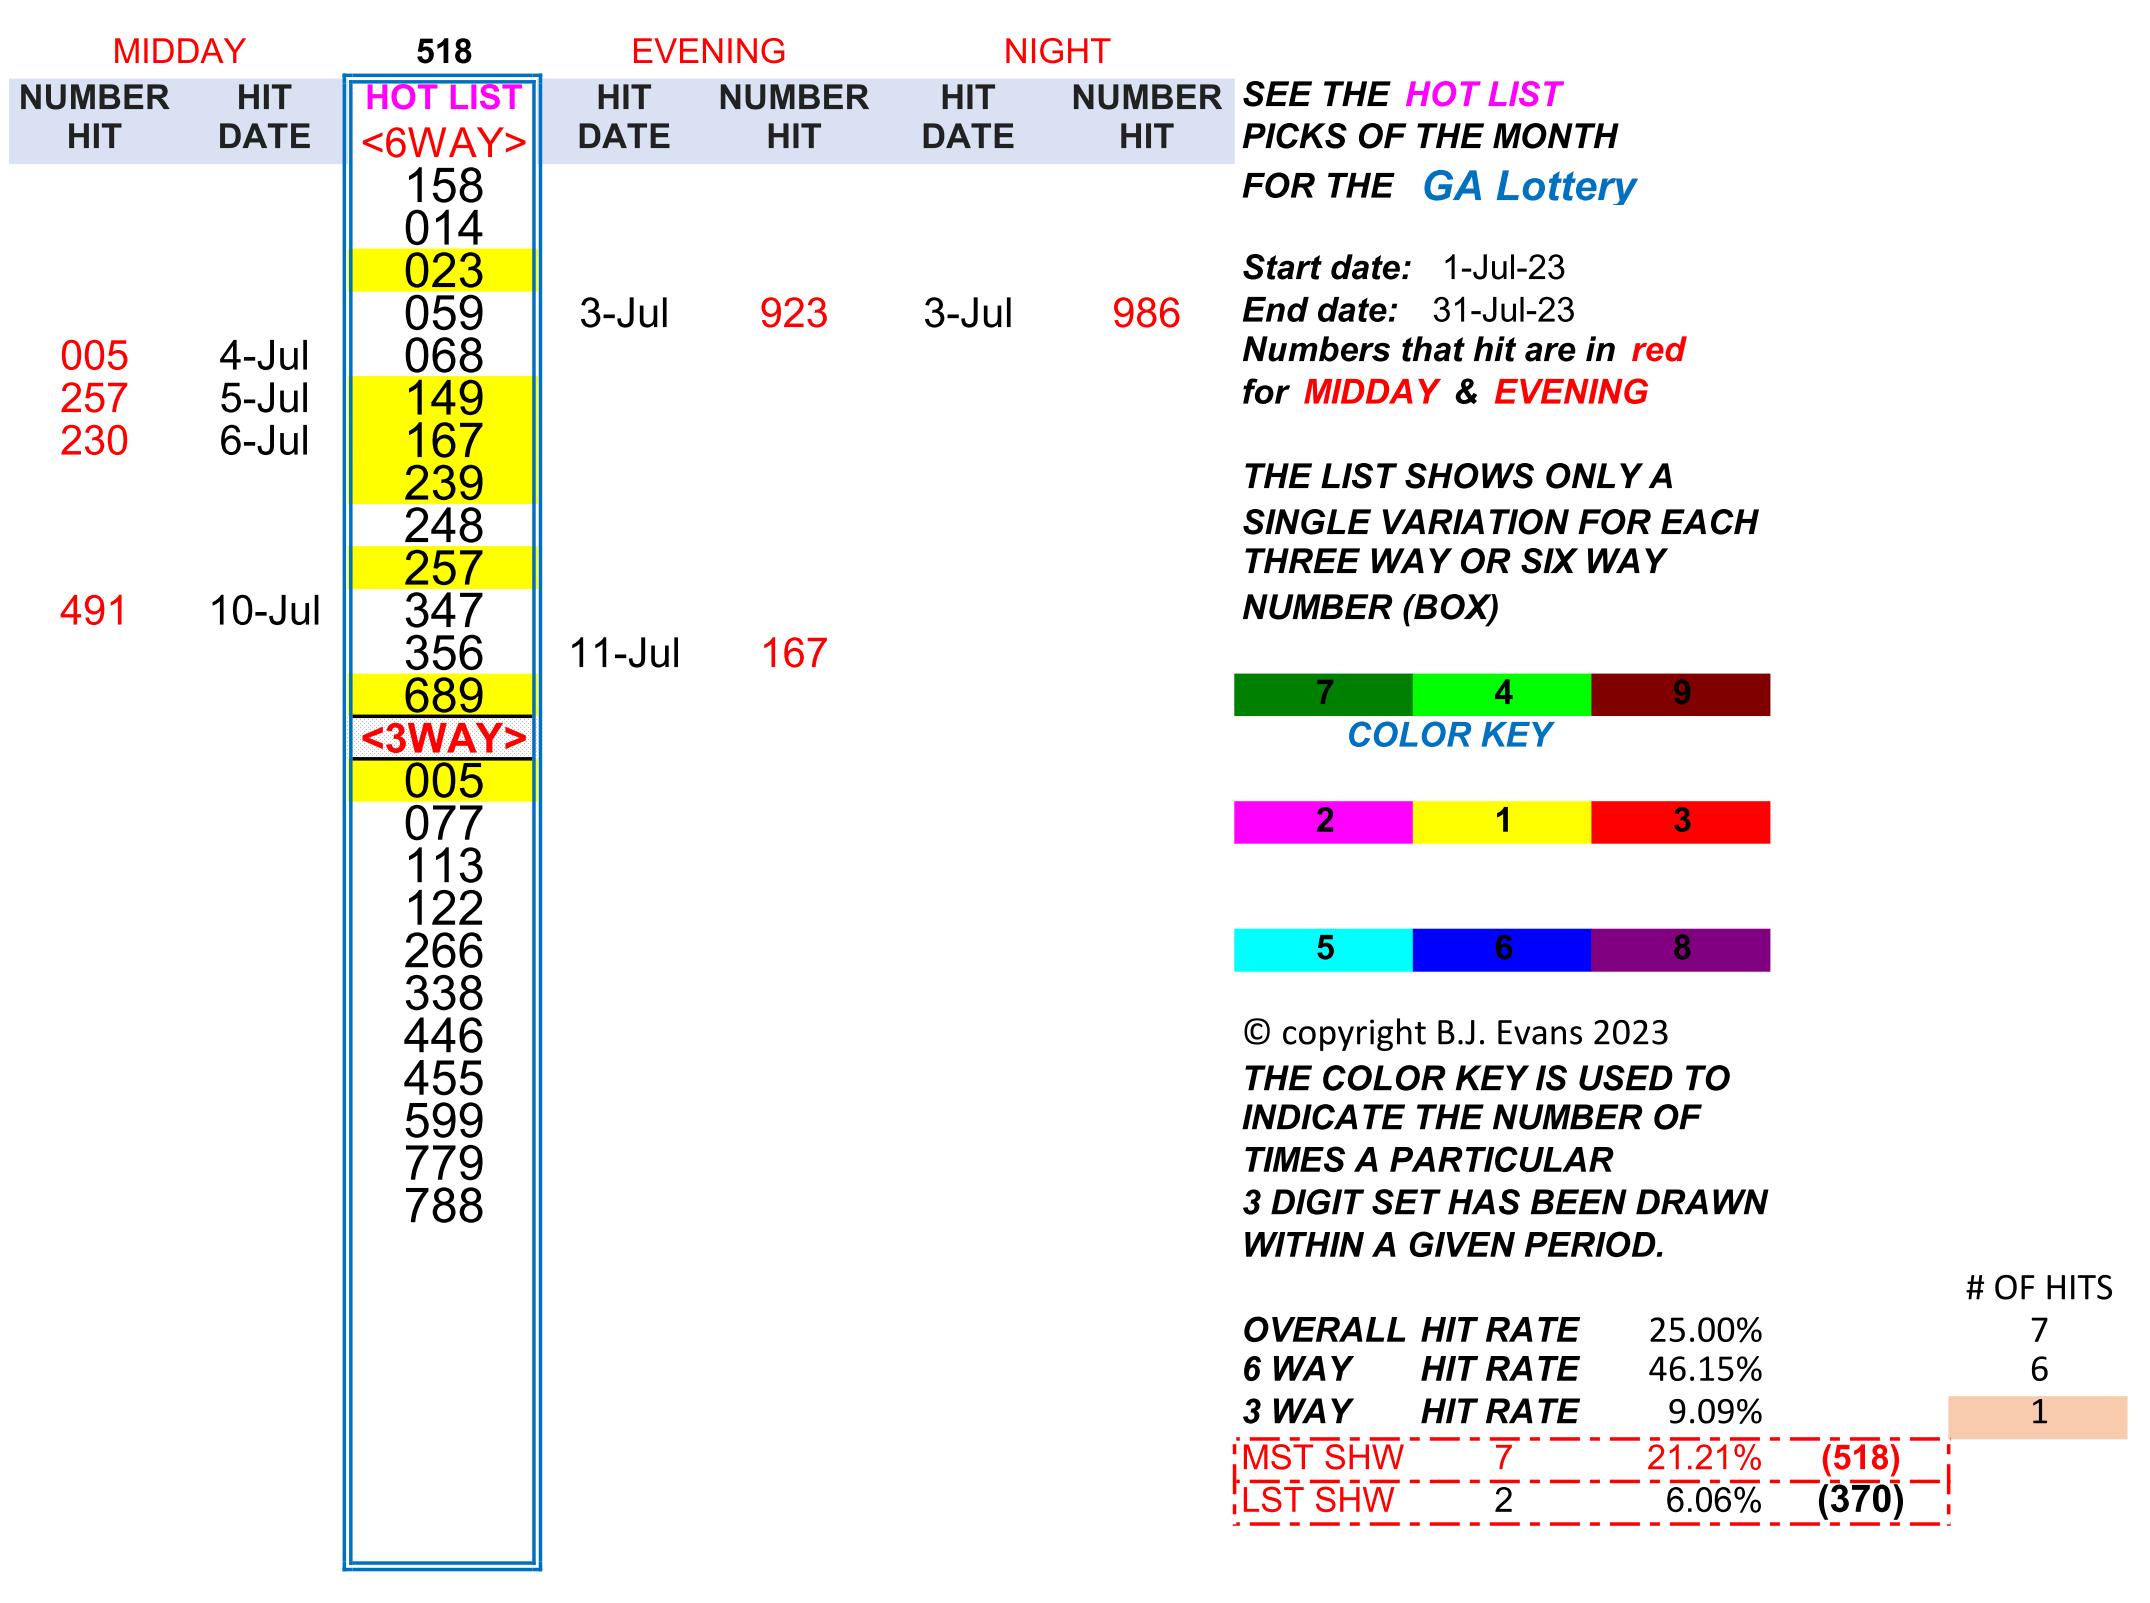 MIDDAY 518 EVENING NIGHT
NUMBER HIT HOT LIST HIT NUMBER HIT NUMBER SEE THE HOT LIST
HIT DATE <6WAY> DATE HIT DATE HIT PICKS OF THE MONTH
158 FOR THE GA Lottery
014
023 Start date: 1-Jul-23
059 3-Jul 923 3-Jul 986 End date: 31-Jul-23
005 4-Jul 068 Numbers that hit are in red
257 5-Jul 149 for MIDDAY & EVENING
230 6-Jul 167
239 THE LIST SHOWS ONLY A
248 SINGLE VARIATION FOR EACH
257 THREE WAY OR SIX WAY
491 10-Jul 347 NUMBER (BOX)
356 11-Jul 167
689 7 4 9
<3WAY> COLOR KEY
005
077 2 1 3
113
122
266 5 6 8
338
446 © copyright B.J. Evans 2023
455 THE COLOR KEY IS USED TO
599 INDICATE THE NUMBER OF
779 TIMES A PARTICULAR
788 3 DIGIT SET HAS BEEN DRAWN
WITHIN A GIVEN PERIOD.
# OF HITS
OVERALL HIT RATE 25.00% 7
6 WAY HIT RATE 46.15% 6
3 WAY HIT RATE 9.09% 1
MST SHW 7 21.21% (518)
LST SHW 2 6.06% (370)